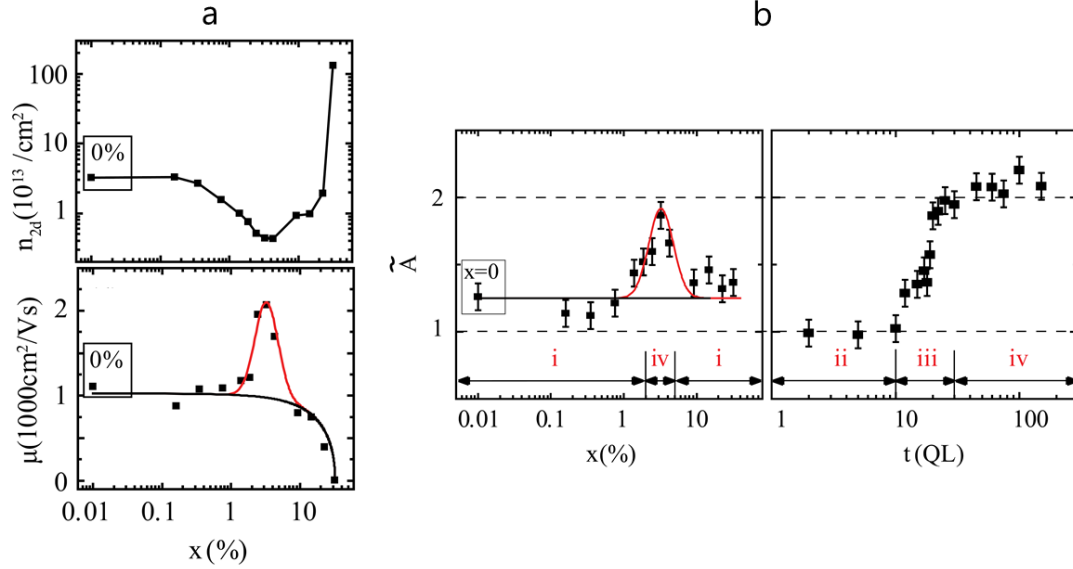 a
100
10
1
n2d(10^13 /cm^2)
0%
2
1
0
μ(1000cm^2/Vs)
0%
0.01 0.1 1 10
x (%)
b
Ã
2
1
x=0
i iv i
0.01 0.1 1 10
x(%)
ii iii iv
1 10 100
t (QL)